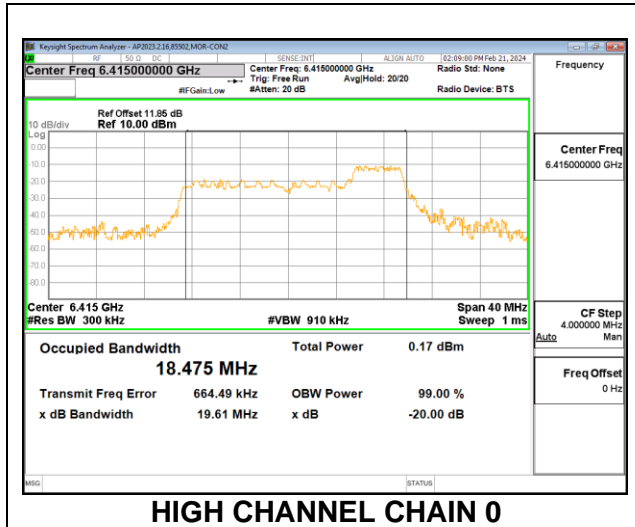 Keysight Spectrum Analyzer - AP2023.2.16,85502,MOR-CON2
RF 50 Ω DC SENSE:INT ALIGN AUTO 02:09:00 PM Feb 21, 2024
Center Freq 6.415000000 GHz Center Freq: 6.415000000 GHz Radio Std: None Frequency
Trig: Free Run Avg|Hold: 20/20
#IFGain:Low #Atten: 20 dB Radio Device: BTS
Ref Offset 11.85 dB
10 dB/div Ref 10.00 dBm
Log
0.00
-10.0
-20.0
-30.0
-40.0
-50.0
-60.0
-70.0
-80.0
Center Freq
6.415000000 GHz
Center 6.415 GHz Span 40 MHz
#Res BW 300 kHz #VBW 910 kHz Sweep 1 ms
CF Step
4.000000 MHz
Auto Man
Occupied Bandwidth Total Power 0.17 dBm
18.475 MHz
Freq Offset
0 Hz
Transmit Freq Error 664.49 kHz OBW Power 99.00 %
x dB Bandwidth 19.61 MHz x dB -20.00 dB
MSG STATUS
HIGH CHANNEL CHAIN 0